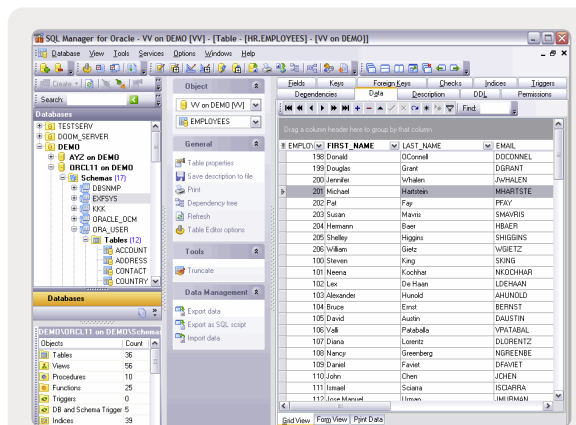 SQL Manager for Oracle - VV on DEMO [VV] - [Table - [HR.EMPLOYEES] - [VV on DEMO]]
Database View Tools Services Options Windows Help
Create
Search:
Databases
TESTSERV
DOOM_SERVER
DEMO
AYZ on DEMO
ORCL11 on DEMO
Schemas (17)
DBSNMP
EXFSYS
KKK
ORACLE_OCM
ORA_USER
Tables (12)
ACCOUNT
ADDRESS
CONTACT
COUNTRY
Databases
DEMO\ORCL11 on DEMO\Schemas
Objects Count
Tables 36
Views 56
Procedures 10
Functions 25
Triggers 0
DB and Schema Trigger 5
Indices 39
Object
VV on DEMO [VV]
EMPLOYEES
General
Table properties
Save description to file
Print
Dependency tree
Refresh
Table Editor options
Tools
Truncate
Data Management
Export data
Export as SQL script
Import data
Fields Keys Foreign Keys Checks Indices Triggers
Dependencies Data Description DDL Permissions
Find:
Drag a column header here to group by that column
EMPLOY FIRST_NAME LAST_NAME EMAIL
198 Donald OConnell DOCONNEL
199 Douglas Grant DGRANT
200 Jennifer Whalen JWHALEN
201 Michael Hartstein MHARTSTE
202 Pat Fay PFAY
203 Susan Mavris SMAVRIS
204 Hermann Baer HBAER
205 Shelley Higgins SHIGGINS
206 William Gietz WGIETZ
100 Steven King SKING
101 Neena Kochhar NKOCHHAR
102 Lex De Haan LDEHAAN
103 Alexander Hunold AHUNOLD
104 Bruce Ernst BERNST
105 David Austin DAUSTIN
106 Valli Pataballa VPATABAL
107 Diana Lorentz DLORENTZ
108 Nancy Greenberg NGREENBE
109 Daniel Faviet DFAVIET
110 John Chen JCHEN
111 Ismael Sciarra ISCIARRA
112 Jose Manuel Urman JMURMAN
Grid View Form View Print Data